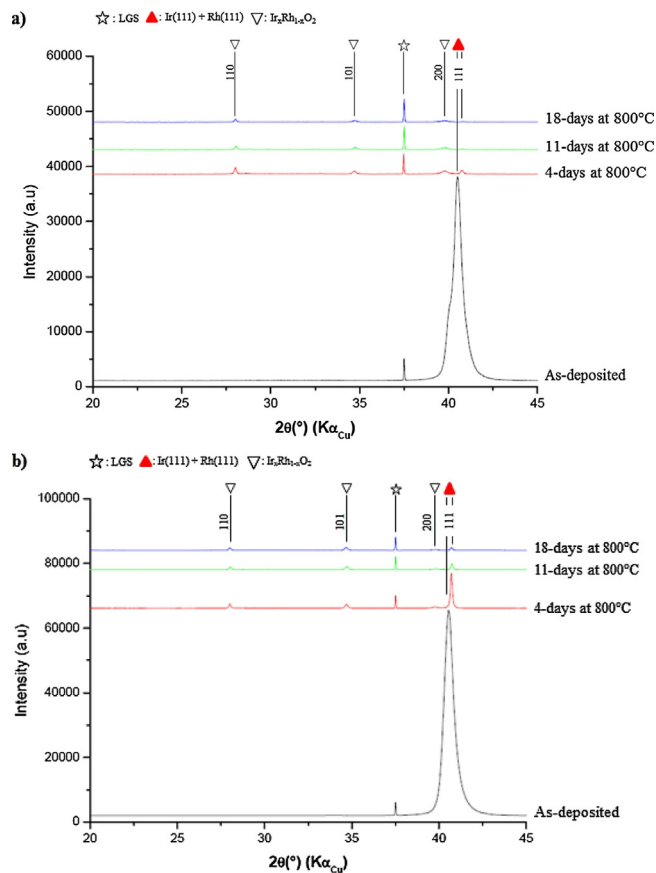 a)
☆: LGS ▲: Ir(111) + Rh(111) ▽: IrₓRh₁₋ₓO₂
110
101
200
111
60000
50000
40000
30000
20000
10000
0
Intensity (a.u)
18-days at 800°C
11-days at 800°C
4-days at 800°C
As-deposited
20 25 30 35 40 45
2θ(°) (Kα_Cu)
b)
☆: LGS ▲: Ir(111) + Rh(111) ▽: IrₓRh₁₋ₓO₂
110
101
200
111
100000
80000
60000
40000
20000
0
Intensity (a.u)
18-days at 800°C
11-days at 800°C
4-days at 800°C
As-deposited
20 25 30 35 40 45
2θ(°) (Kα_Cu)